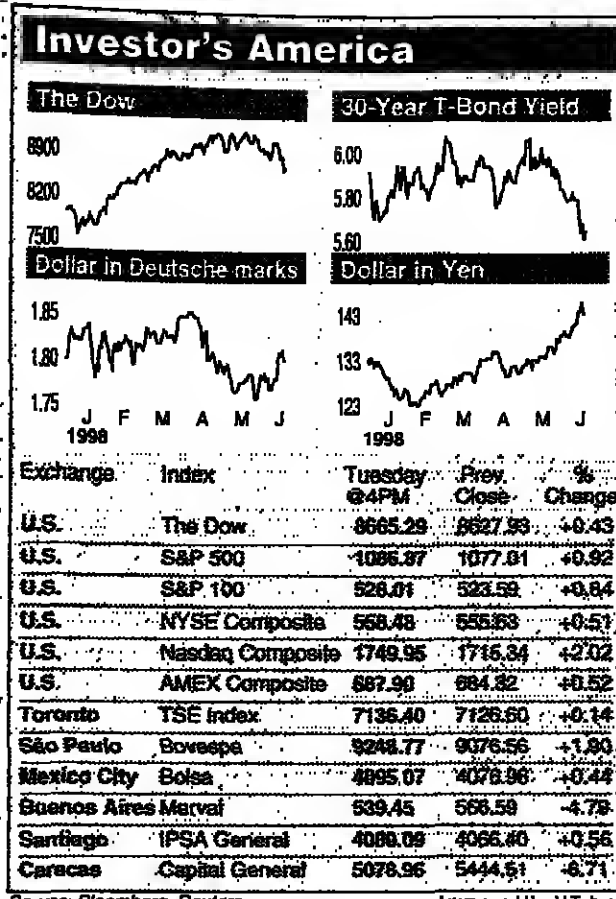 Investor's America
The Dow
30-Year T-Bond Yield
8900
8200
7500
6.00
5.80
5.60
Dollar in Deutsche marks
Dollar in Yen
1.85
1.80
1.75
143
133
123
J F M A M J
1998
J F M A M J
1998
Exchange Index Tuesday @4PM Prev. Close % Change
U.S. The Dow 8665.29 8627.93 +0.43
U.S. S&P 500 1086.87 1077.01 +0.92
U.S. S&P 100 528.01 523.59 +0.84
U.S. NYSE Composite 558.48 555.63 +0.51
U.S. Nasdaq Composite 1749.95 1715.34 +2.02
U.S. AMEX Composite 687.90 684.32 +0.52
Toronto TSE Index 7136.40 7126.60 +0.14
São Paulo Bovespa 9248.77 9076.56 +1.90
Mexico City Bolsa 4095.07 4076.96 +0.44
Buenos Aires Merval 539.45 566.59 -4.79
Santiago IPSA General 4089.09 4066.40 +0.56
Caracas Capital General 5078.96 5444.51 -6.71
Source: Bloomberg, Reuters